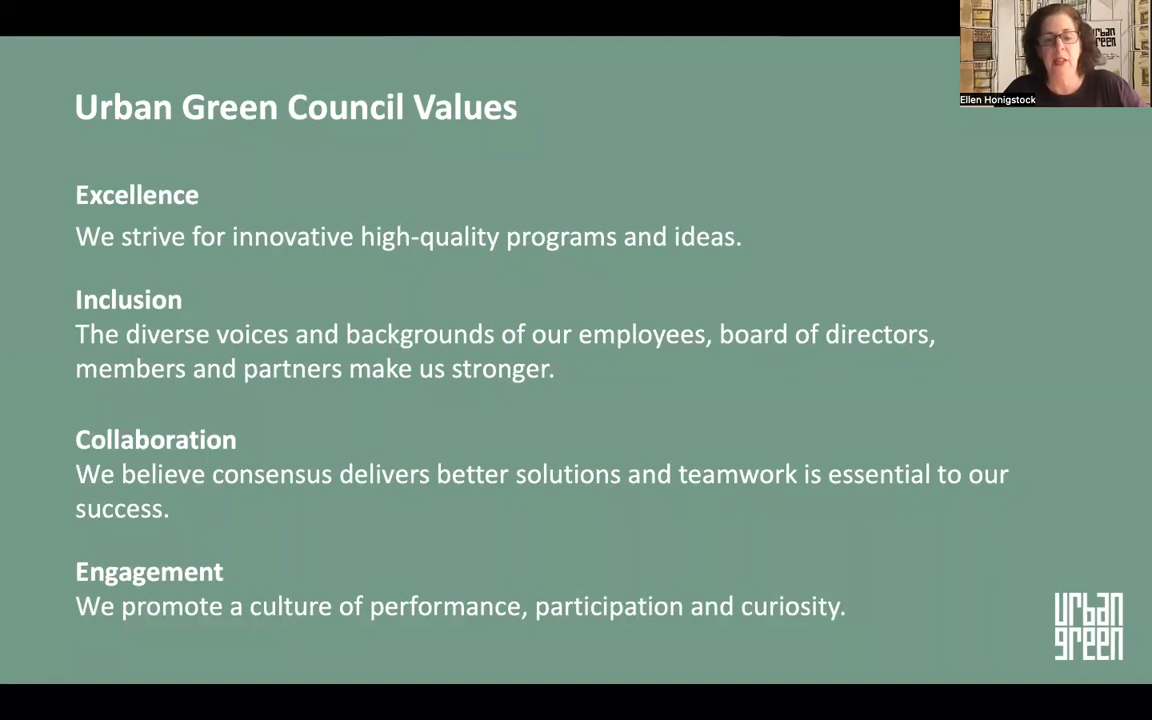 Urban Green Council Values
Excellence
We strive for innovative high-quality programs and ideas.
Inclusion
The diverse voices and backgrounds of our employees, board of directors,
members and partners make us stronger.
Collaboration
We believe consensus delivers better solutions and teamwork is essential to our
success.
Engagement
We promote a culture of performance, participation and curiosity.
urban
green
Ellen Honigstock
urban
green